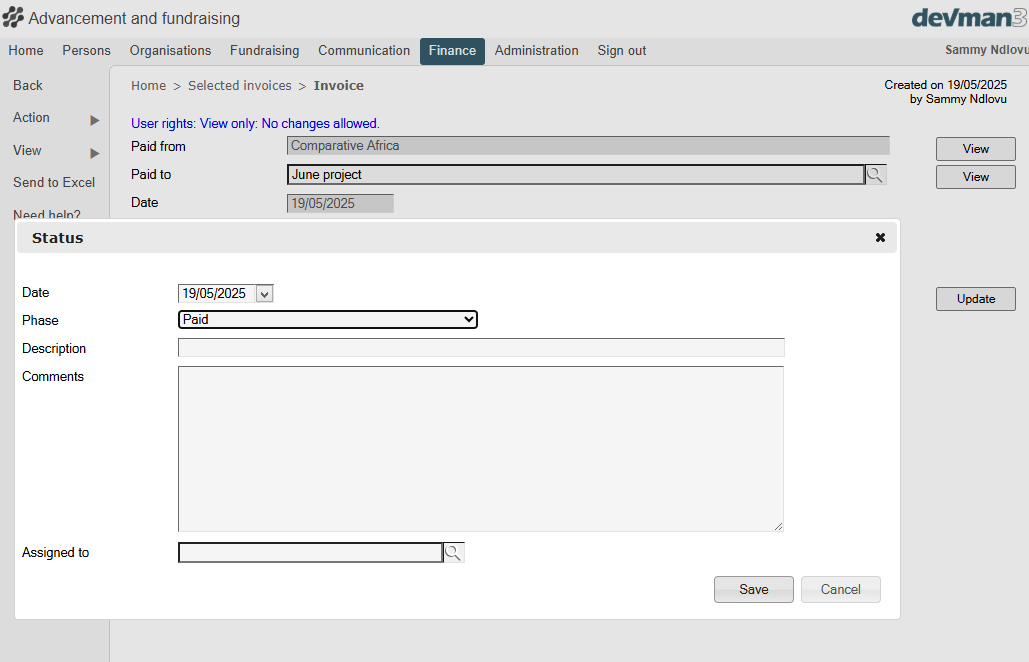 Advancement and fundraising
devman3
Home Persons Organisations Fundraising Communication Finance Administration Sign out Sammy Ndlovu
Back
Action
View
Send to Excel
Need help?
Home > Selected invoices > Invoice
Created on 19/05/2025
by Sammy Ndlovu
User rights: View only: No changes allowed.
Paid from Comparative Africa View
Paid to June project View
Date 19/05/2025
Status
Date 19/05/2025
Update
Phase Paid
Description
Comments
Assigned to
Save Cancel